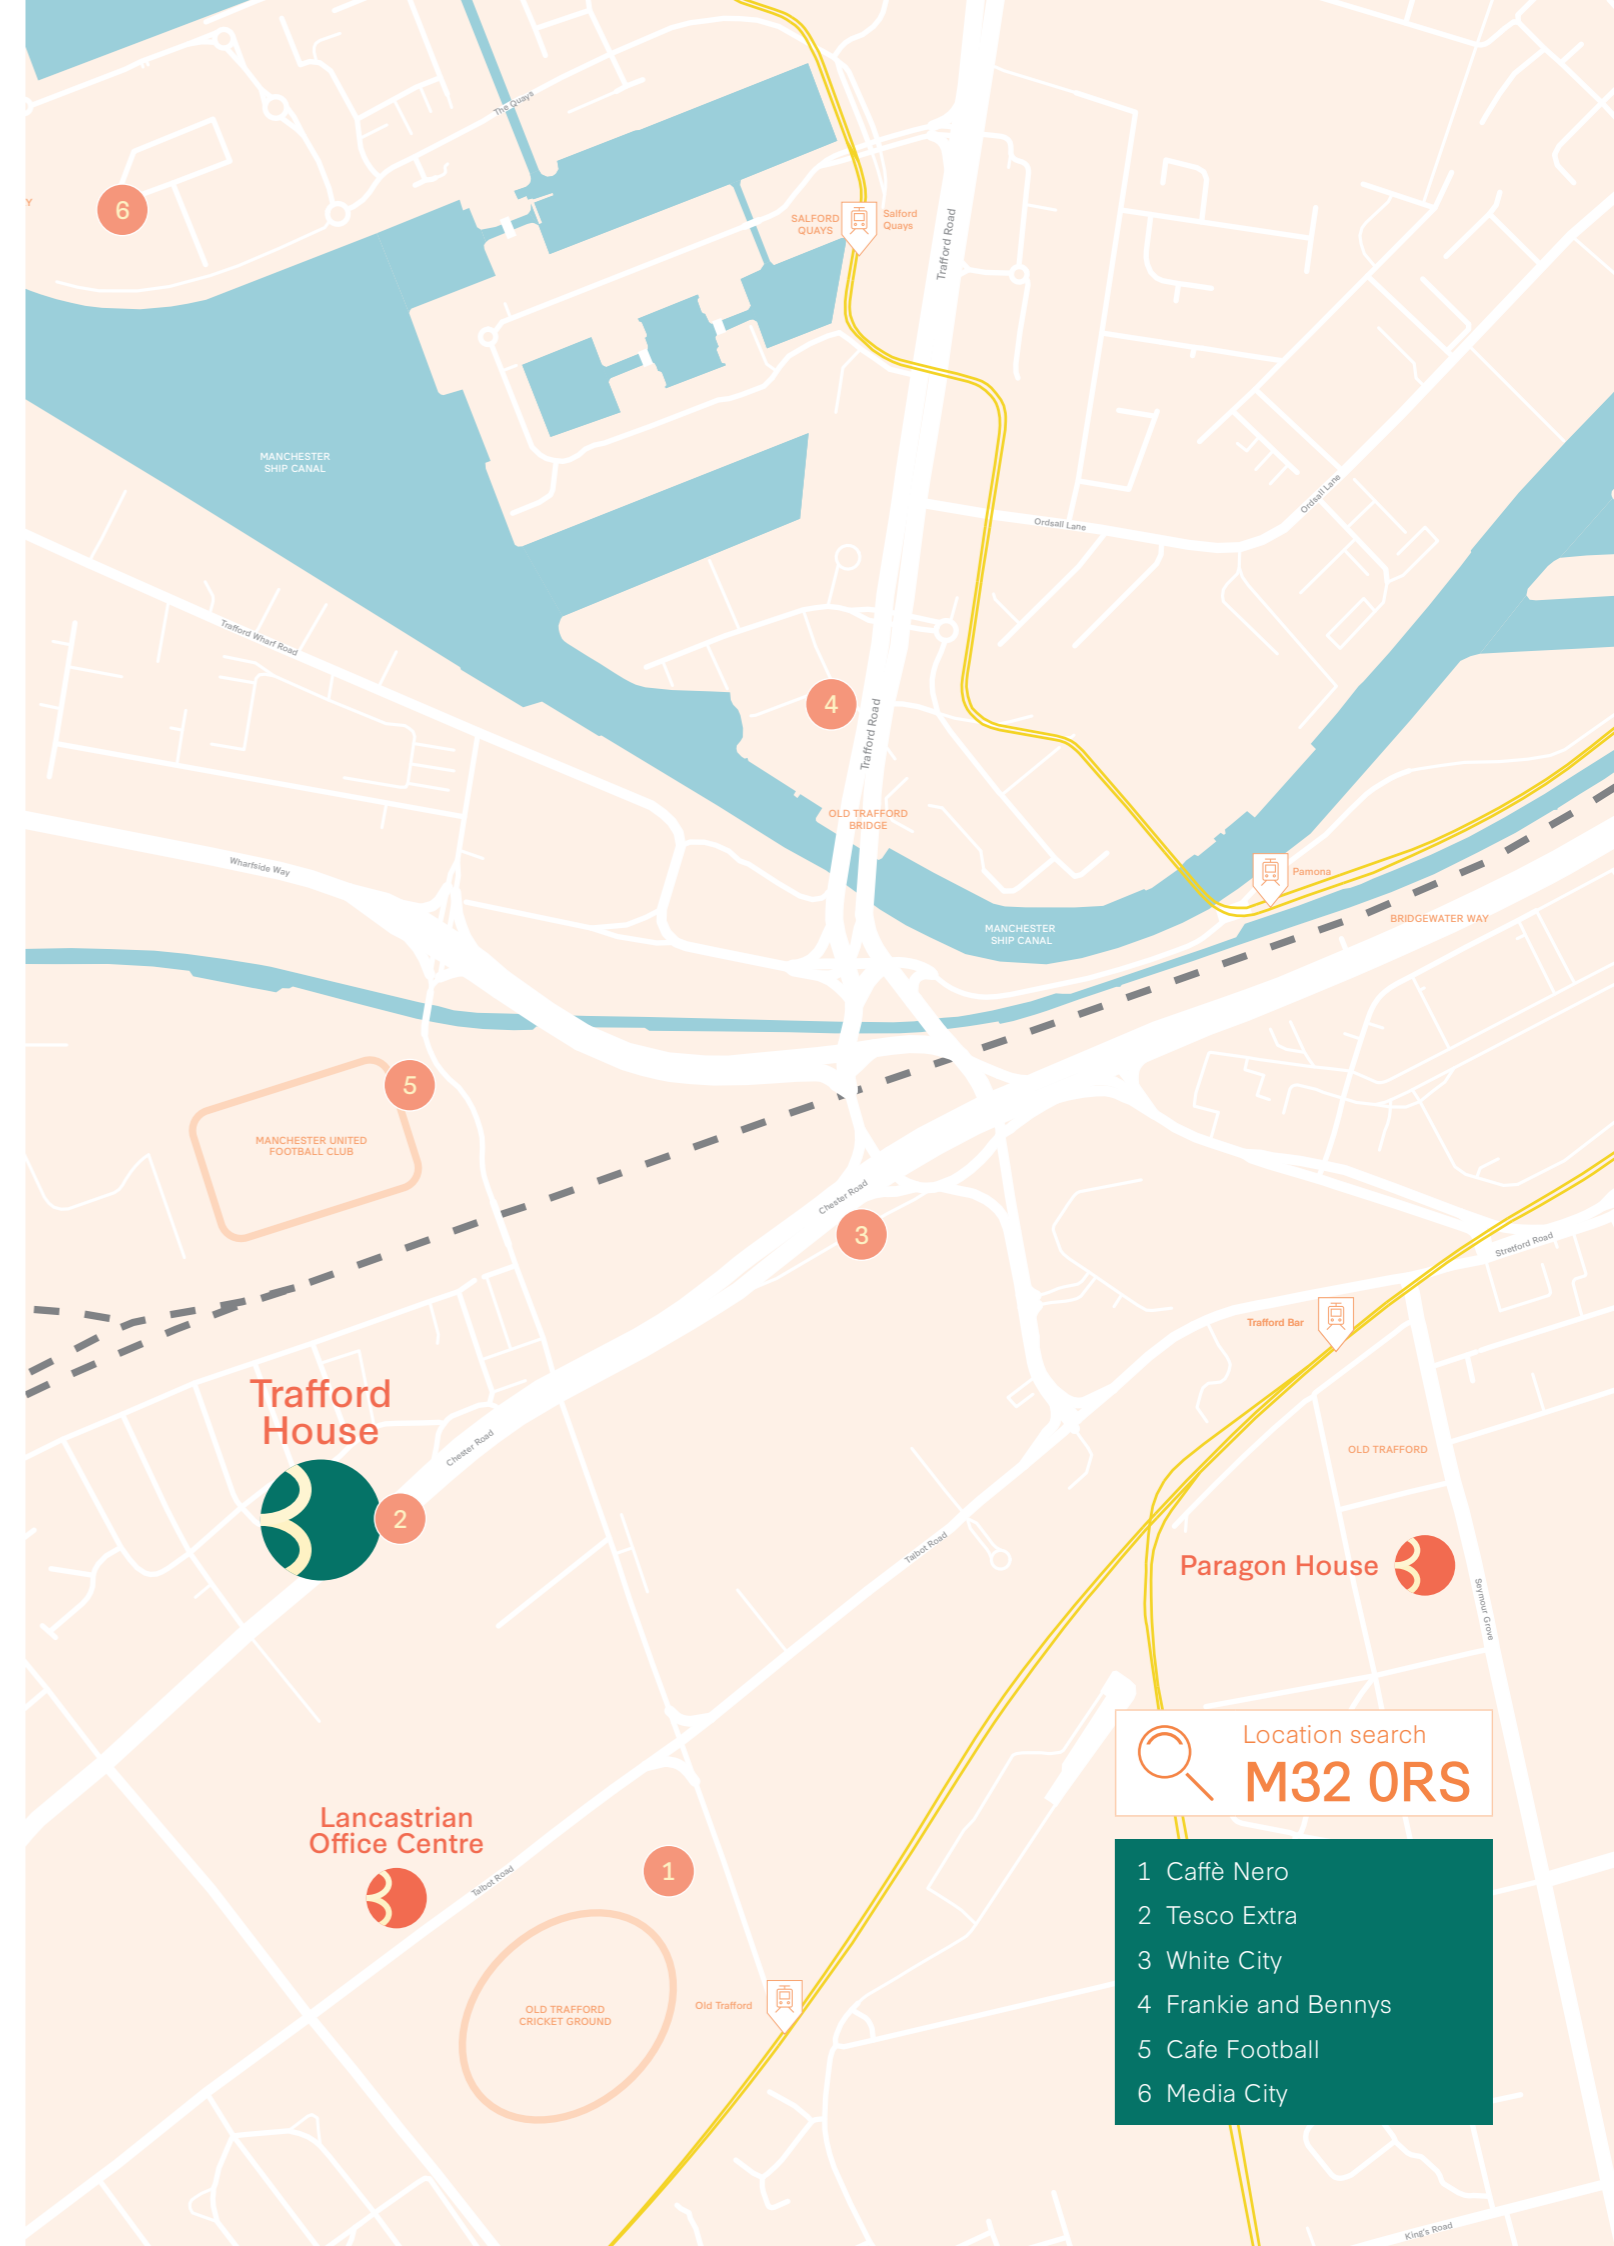 The Quays
Y
6
SALFORD
QUAYS
Salford
Quays
Trafford Road
MANCHESTER
SHIP CANAL
Ordsall Lane
Ordsall Lane
Trafford Wharf Road
4
Trafford Road
OLD TRAFFORD
BRIDGE
Wharfside Way
Pamona
BRIDGEWATER WAY
MANCHESTER
SHIP CANAL
5
MANCHESTER UNITED
FOOTBALL CLUB
Chester Road
3
Stretford Road
Trafford Bar
Trafford
House
Chester Road
2
OLD TRAFFORD
Talbot Road
Paragon House
Seymour Grove
Location search
M32 0RS
Lancastrian
Office Centre
Talbot Road
1
OLD TRAFFORD
CRICKET GROUND
Old Trafford
1 Caffè Nero
2 Tesco Extra
3 White City
4 Frankie and Bennys
5 Cafe Football
6 Media City
King's Road